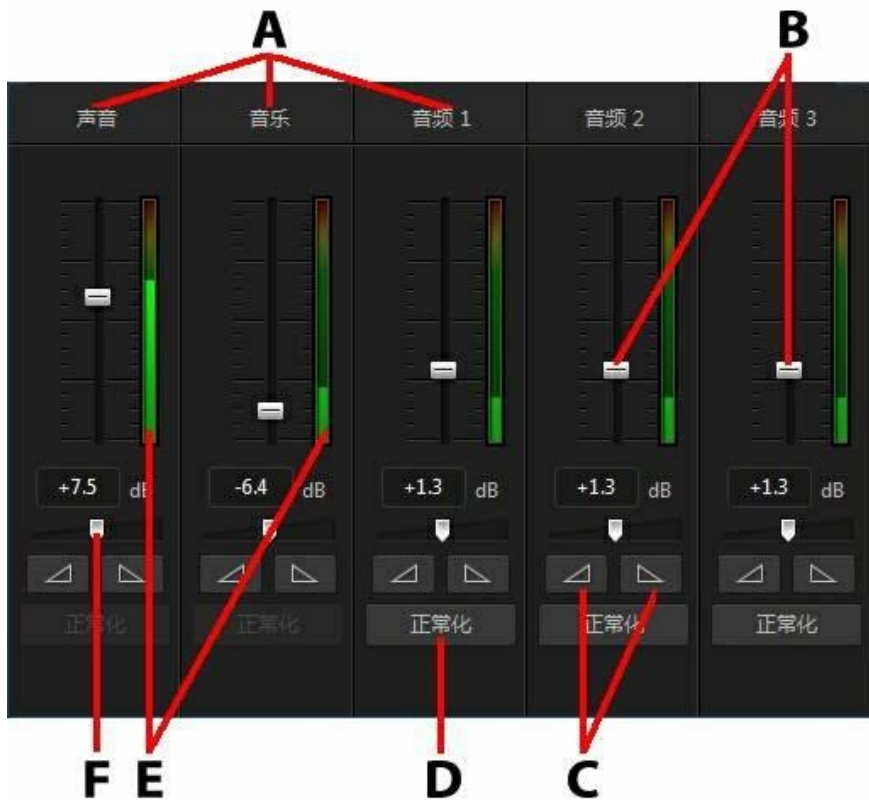 A
B
声音
音乐
音频 1
音频 2
音频 3
+7.5 dB
-6.4 dB
+1.3 dB
+1.3 dB
+1.3 dB
正常化
正常化
正常化
正常化
正常化
F
E
D
C